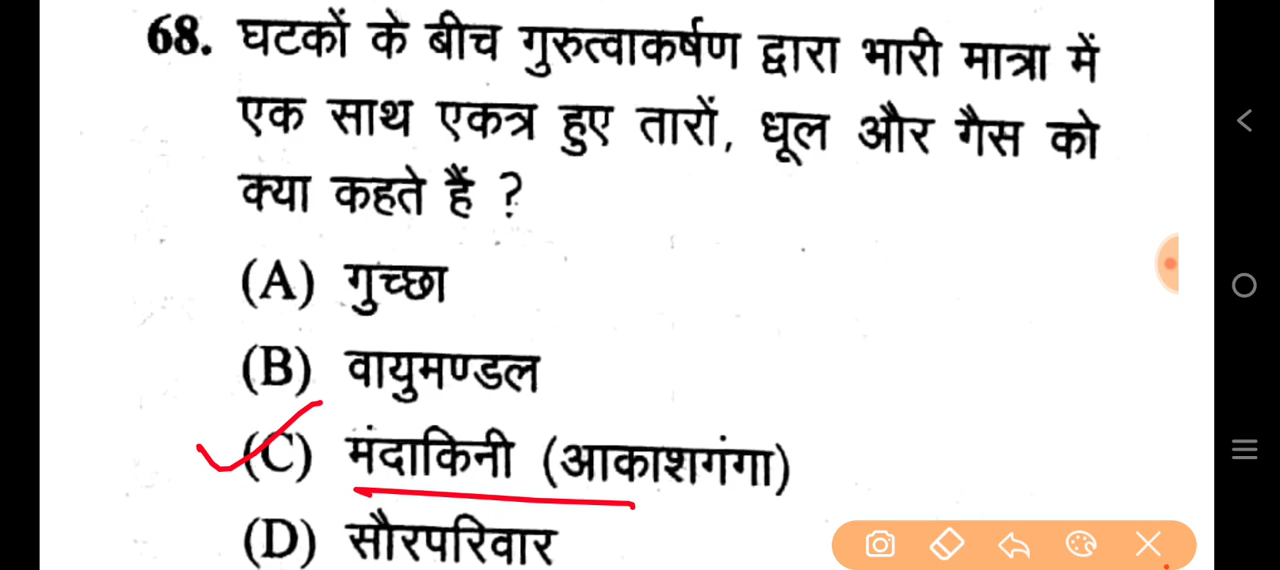 68. घटकों के बीच गुरुत्वाकर्षण द्वारा भारी मात्रा में
एक साथ एकत्र हुए तारों, धूल और गैस को
क्या कहते हैं ?
(A) गुच्छा
(B) वायुमण्डल
(C) मंदाकिनी (आकाशगंगा)
(D) सौरपरिवार